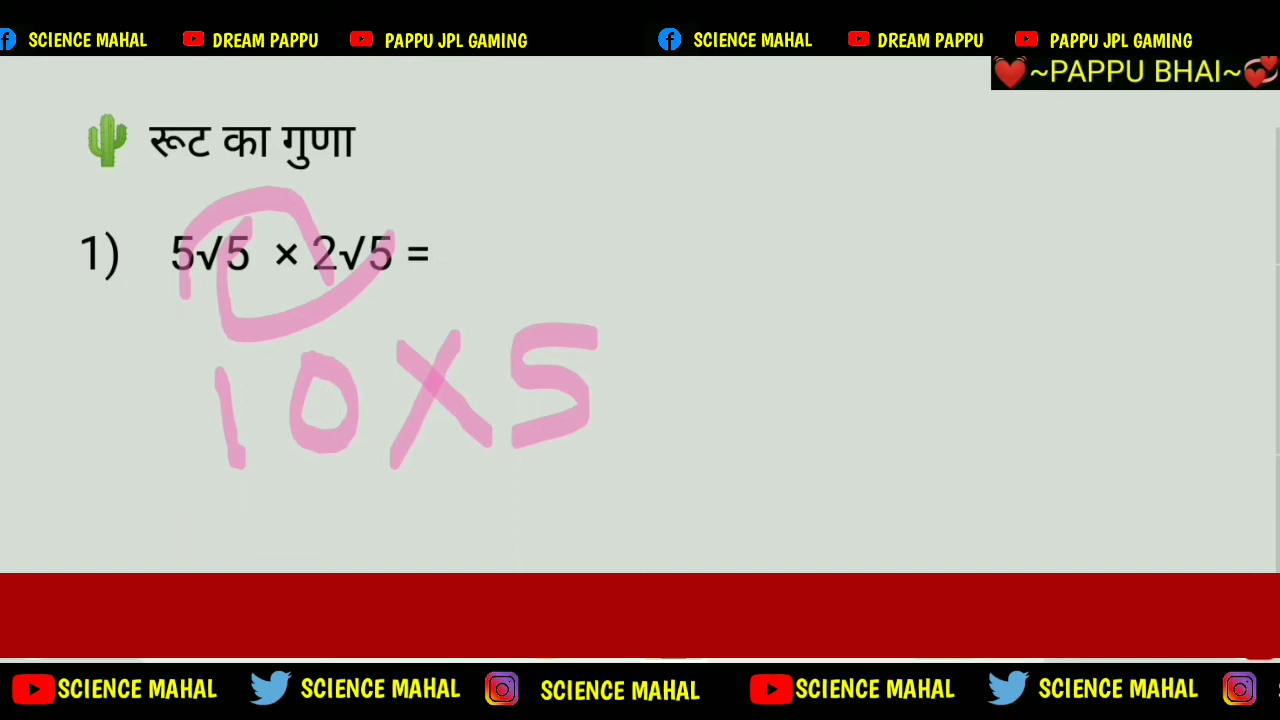 SCIENCE MAHAL DREAM PAPPU PAPPU JPL GAMING SCIENCE MAHAL DREAM PAPPU PAPPU JPL GAMING
❤️~PAPPU BHAI~💞
🌵 रूट का गुणा
1) 5√5 × 2√5 =
10 X 5
SCIENCE MAHAL SCIENCE MAHAL SCIENCE MAHAL SCIENCE MAHAL SCIENCE MAHAL